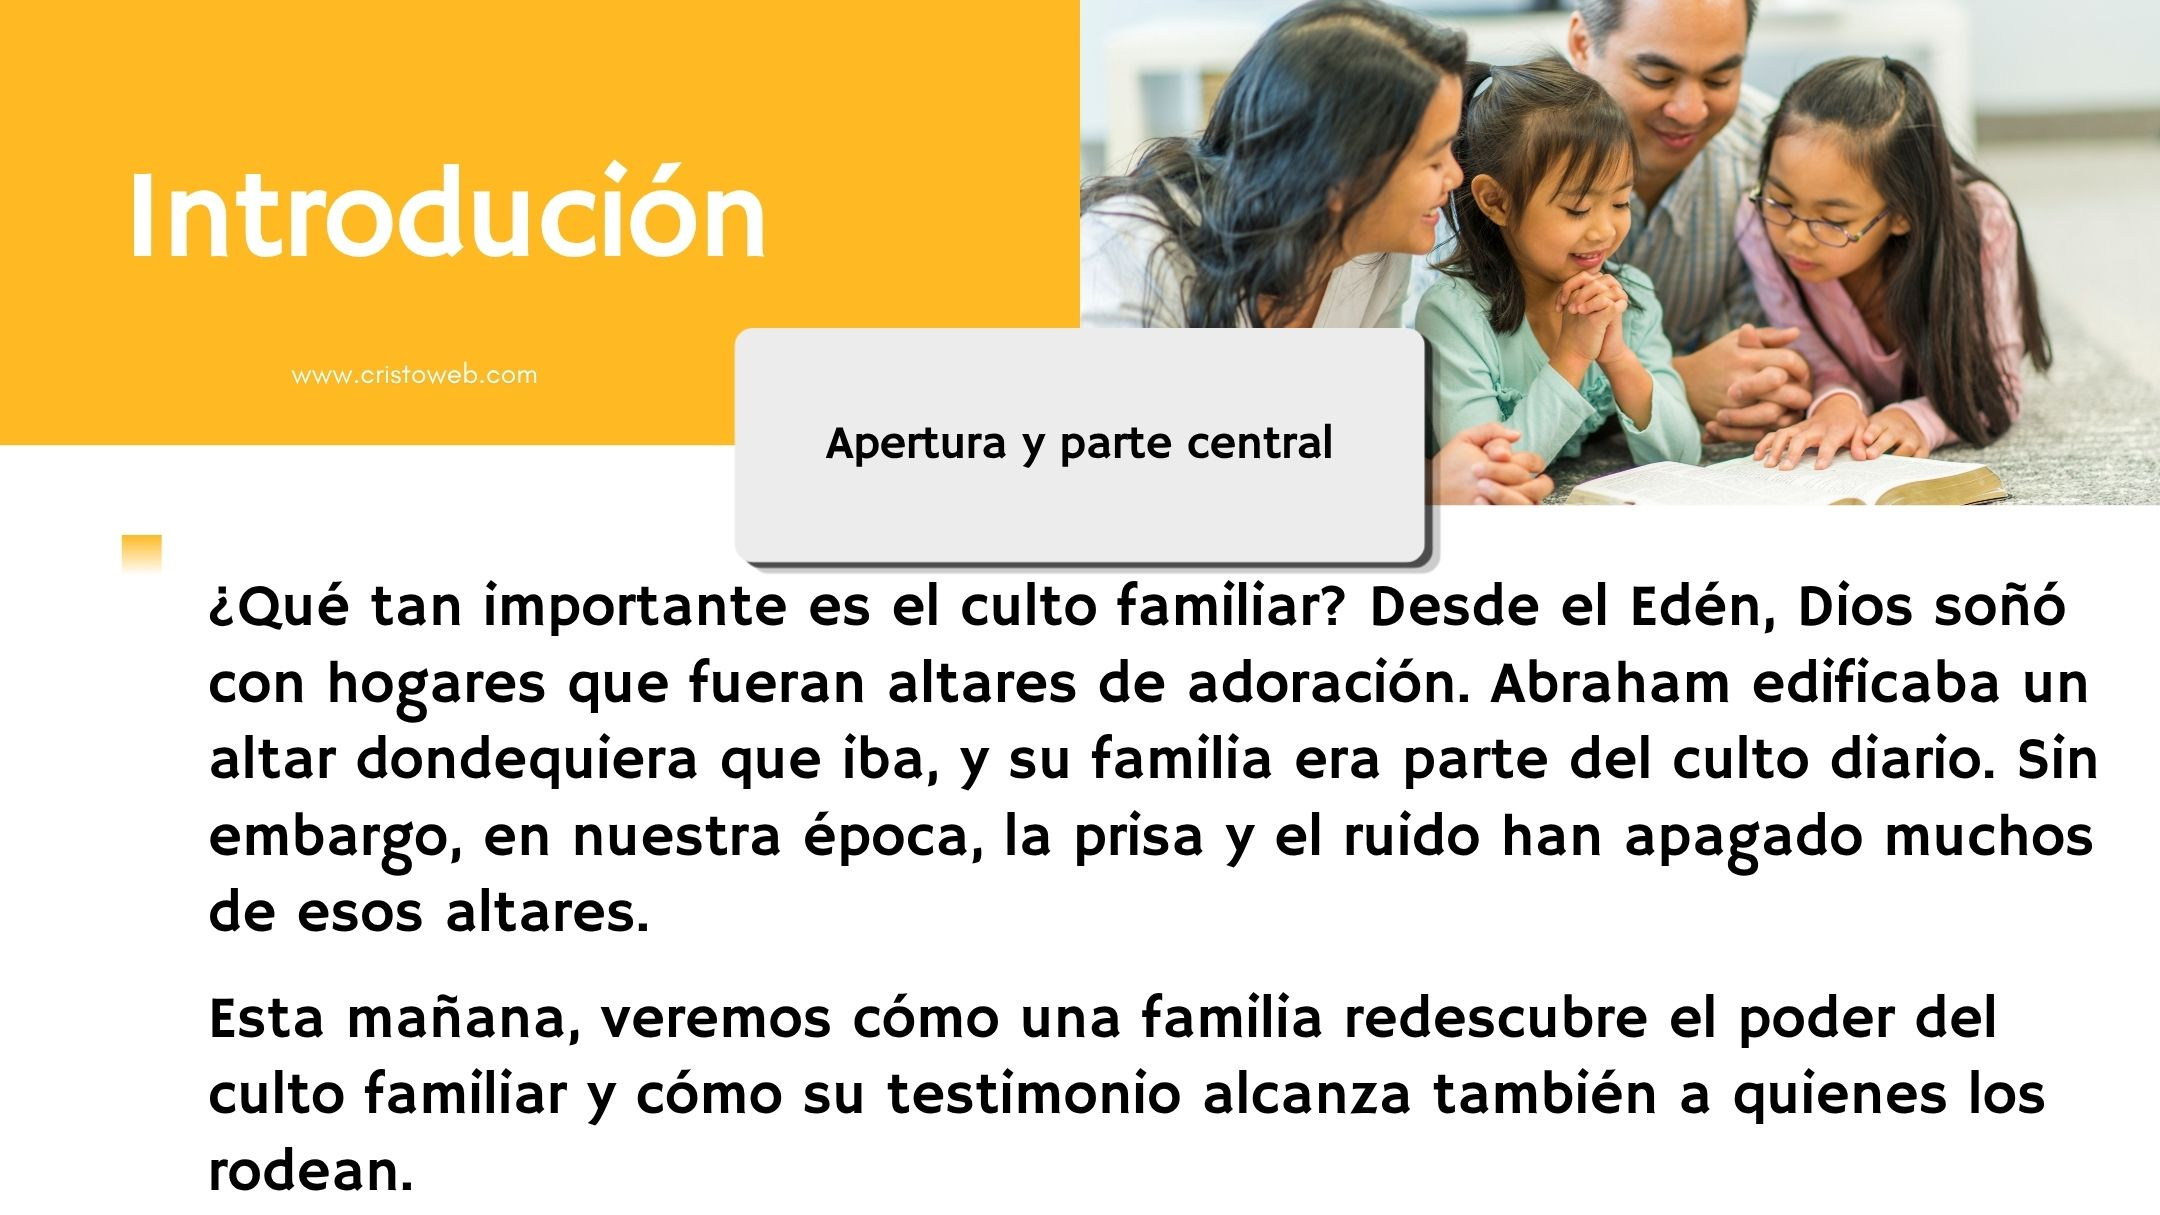 Introdución
www.cristoweb.com
Apertura y parte central
¿Qué tan importante es el culto familiar? Desde el Edén, Dios soñó
con hogares que fueran altares de adoración. Abraham edificaba un
altar dondequiera que iba, y su familia era parte del culto diario. Sin
embargo, en nuestra época, la prisa y el ruido han apagado muchos
de esos altares.
Esta mañana, veremos cómo una familia redescubre el poder del
culto familiar y cómo su testimonio alcanza también a quienes los
rodean.